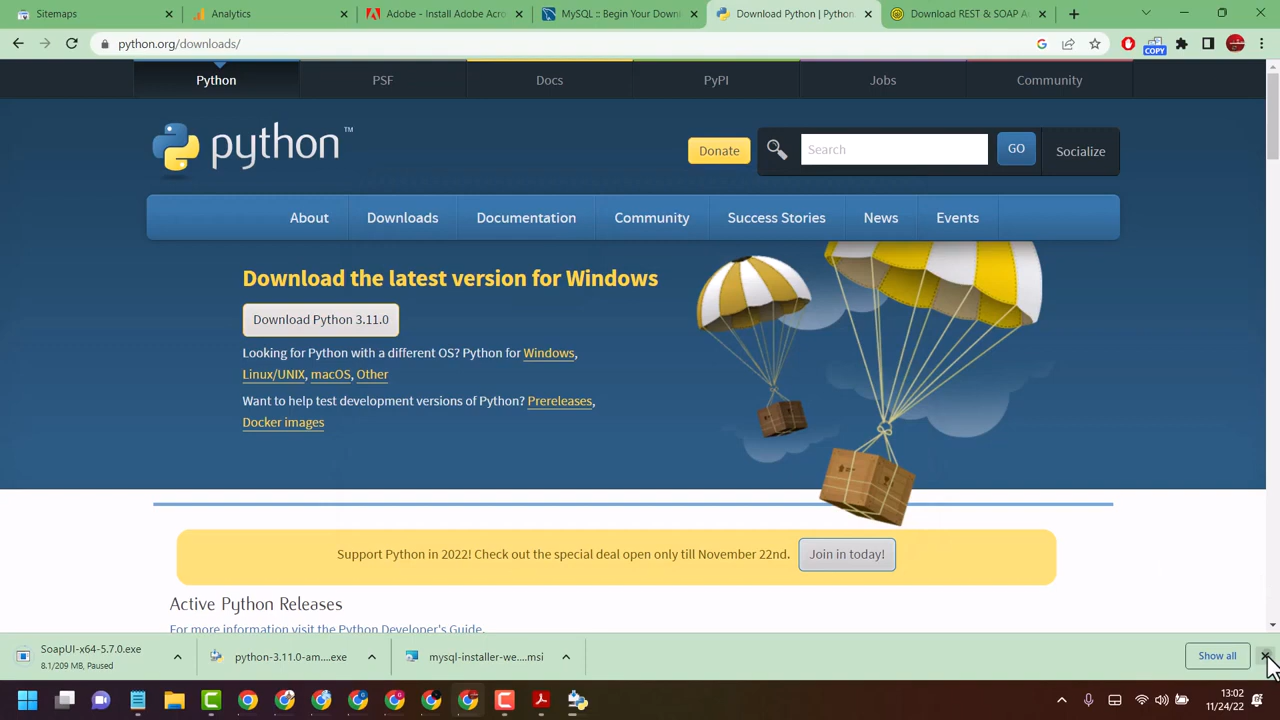 Sitemaps
Analytics
Adobe - Install Adobe Acro
MySQL :: Begin Your Down
Download Python | Python.
Download REST & SOAP A
python.org/downloads/
COPY
Python
PSF
Docs
PyPI
Jobs
Community
python™
Donate
Search
GO
Socialize
About
Downloads
Documentation
Community
Success Stories
News
Events
Download the latest version for Windows
Download Python 3.11.0
Looking for Python with a different OS? Python for Windows,
Linux/UNIX, macOS, Other
Want to help test development versions of Python? Prereleases,
Docker images
Support Python in 2022! Check out the special deal open only till November 22nd.
Join in today!
Active Python Releases
For more information visit the Python Developer's Guide.
SoapUI-x64-5.7.0.exe
8.1/209 MB, Paused
python-3.11.0-am....exe
mysql-installer-we....msi
Show all
13:02
11/24/22